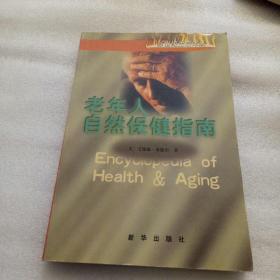 老年人
自然保健指南
Encyclopedia of
Health & Aging
新华出版社